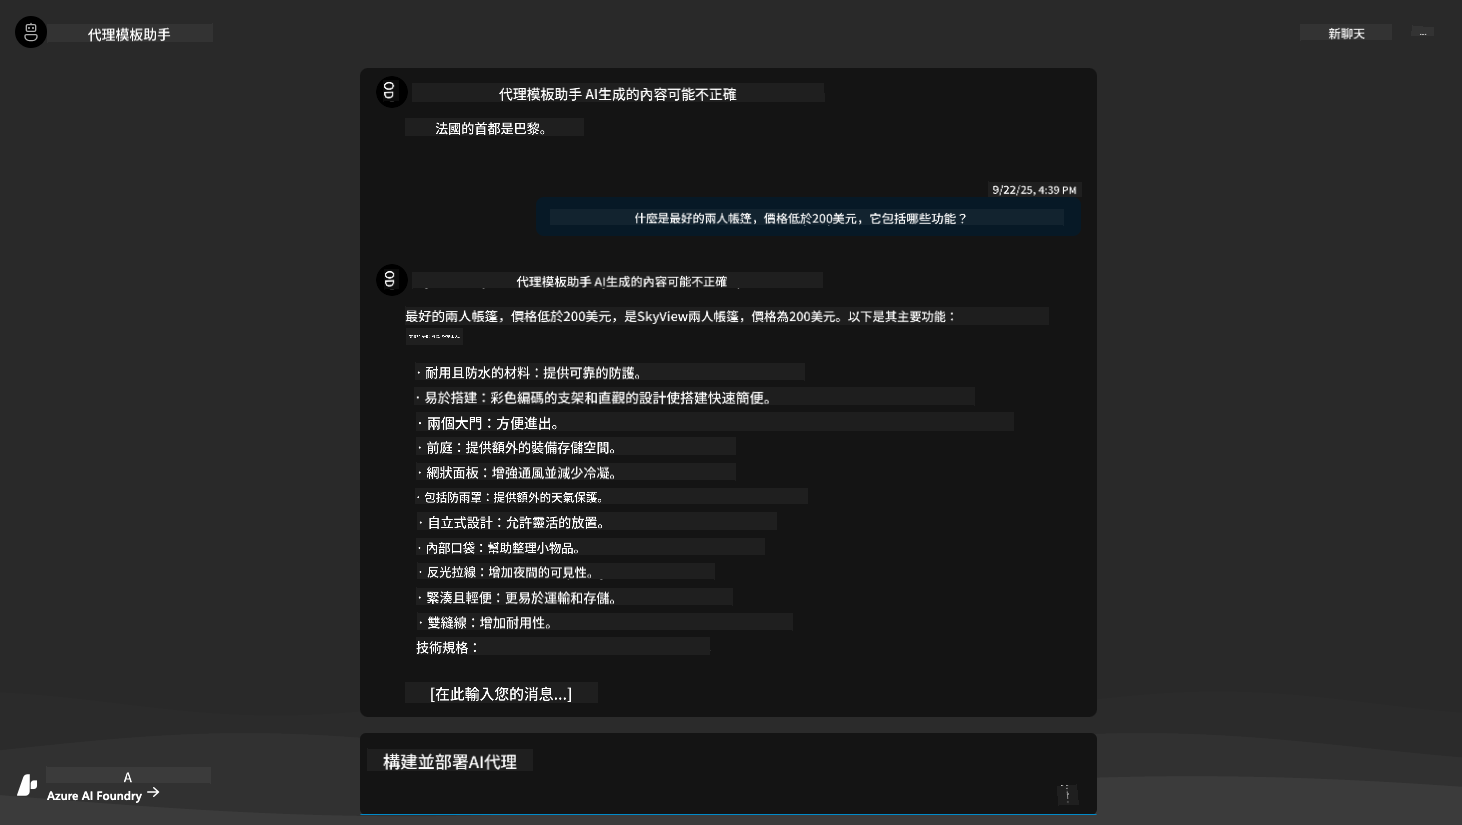 代理模板助手
新聊天
...
代理模板助手 AI生成的內容可能不正確
法國的首都是巴黎。
9/22/25, 4:39 PM
什麼是最好的兩人帳篷，價格低於200美元，它包括哪些功能？
代理模板助手 AI生成的內容可能不正確
最好的兩人帳篷，價格低於200美元，是SkyView兩人帳篷，價格為200美元。以下是其主要功能：
· 耐用且防水的材料：提供可靠的防護。
· 易於搭建：彩色編碼的支架和直觀的設計使搭建快速簡便。
· 兩個大門：方便進出。
· 前庭：提供額外的裝備存儲空間。
· 網狀面板：增強通風並減少冷凝。
· 包括防雨罩：提供額外的天氣保護。
· 自立式設計：允許靈活的放置。
· 內部口袋：幫助整理小物品。
· 反光拉線：增加夜間的可見性。
· 緊湊且輕便：更易於運輸和存儲。
· 雙縫線：增加耐用性。
技術規格：
[在此輸入您的消息...]
構建並部署AI代理
A
Azure AI Foundry →